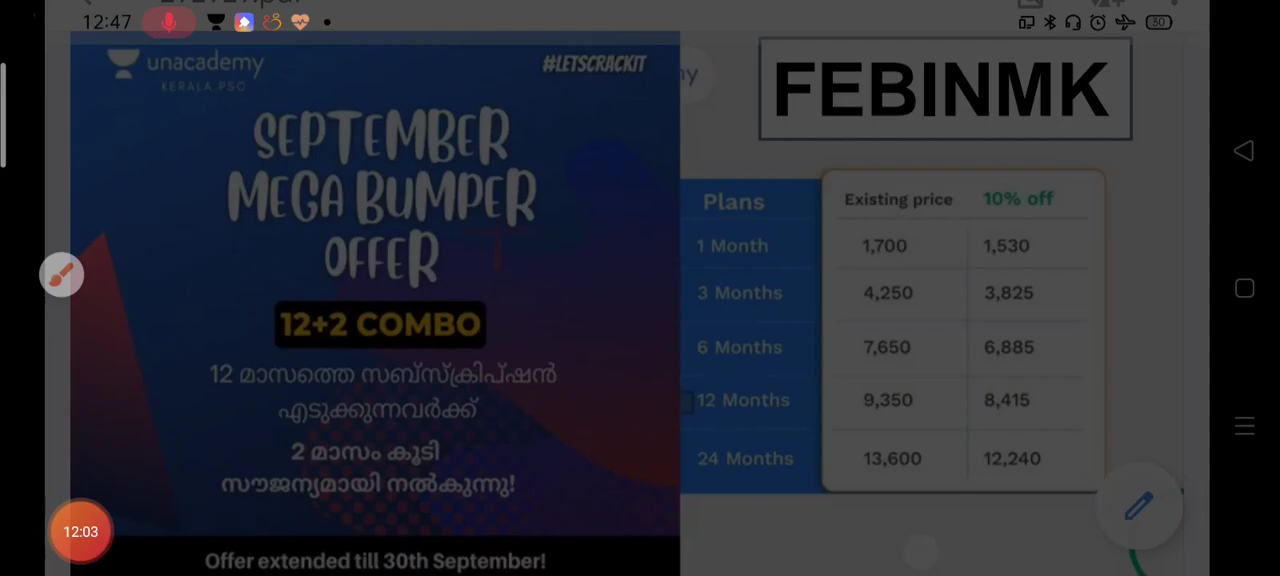 12:47
30
unacademy
KERALA PSC
#LETSCRACKIT
SEPTEMBER
MEGA BUMPER
OFFER
12+2 COMBO
12 മാസത്തെ സബ്സ്ക്രിപ്ഷൻ
എടുക്കുന്നവർക്ക്
2 മാസം കൂടി
സൗജന്യമായി നൽകുന്നു!
Offer extended till 30th September!
12:03
FEBINMK
Plans Existing price 10% off
1 Month 1,700 1,530
3 Months 4,250 3,825
6 Months 7,650 6,885
12 Months 9,350 8,415
24 Months 13,600 12,240